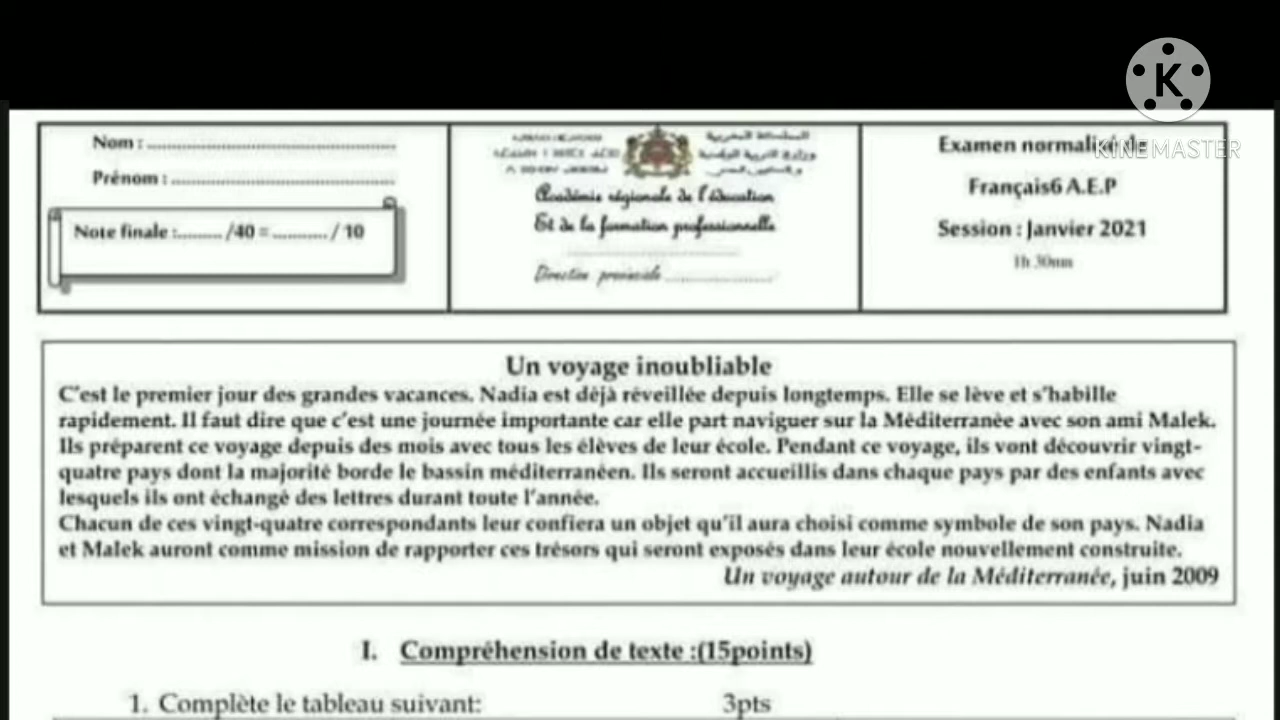 K
KINEMASTER
Nom :
Prénom :
Note finale :......... /40 = ........... / 10
Académie régionale de l'éducation
Et de la formation professionnelle
Direction provinciale
Examen normalisé de
Français6 A.E.P
Session : Janvier 2021
1h 30mn
Un voyage inoubliable
C'est le premier jour des grandes vacances. Nadia est déjà réveillée depuis longtemps. Elle se lève et s'habille
rapidement. Il faut dire que c'est une journée importante car elle part naviguer sur la Méditerranée avec son ami Malek.
Ils préparent ce voyage depuis des mois avec tous les élèves de leur école. Pendant ce voyage, ils vont découvrir vingt-
quatre pays dont la majorité borde le bassin méditerranéen. Ils seront accueillis dans chaque pays par des enfants avec
lesquels ils ont échangé des lettres durant toute l'année.
Chacun de ces vingt-quatre correspondants leur confiera un objet qu'il aura choisi comme symbole de son pays. Nadia
et Malek auront comme mission de rapporter ces trésors qui seront exposés dans leur école nouvellement construite.
Un voyage autour de la Méditerranée, juin 2009
I. Compréhension de texte :(15points)
1. Complète le tableau suivant: 3pts